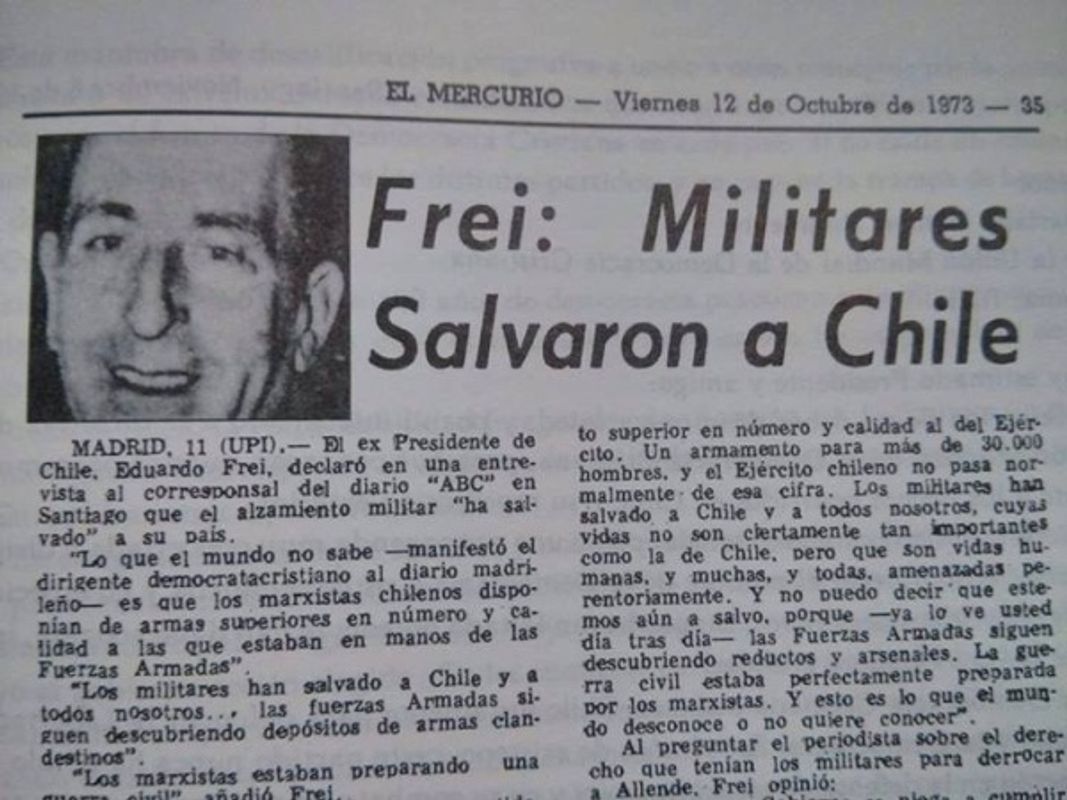 EL MERCURIO — Viernes 12 de Octubre de 1973 — 35
Frei: Militares
Salvaron a Chile
MADRID, 11 (UPI).— El ex Presidente de
Chile, Eduardo Frei, declaró en una entre-
vista al corresponsal del diario "ABC" en
Santiago que el alzamiento militar "ha sal-
vado" a su país.
"Lo que el mundo no sabe —manifestó el
dirigente democratacristiano al diario madri-
leño— es que los marxistas chilenos dispo-
nían de armas superiores en número y ca-
lidad a las que estaban en manos de las
Fuerzas Armadas".
"Los militares han salvado a Chile y a
todos nosotros... las fuerzas Armadas si-
guen descubriendo depósitos de armas clan-
destinos".
"Los marxistas estaban preparando una
guerra civil" añadió Frei.
to superior en número y calidad al del Ejér-
cito. Un armamento para más de 30.000
hombres, y el Ejército chileno no pasa nor-
malmente de esa cifra. Los militares han
salvado a Chile y a todos nosotros, cuyas
vidas no son ciertamente tan importantes
como la de Chile, pero que son vidas hu-
manas, y muchas, y todas, amenazadas pe-
rentoriamente. Y no puedo decir que este-
mos aún a salvo, porque —ya lo ve usted
día tras día— las Fuerzas Armadas siguen
descubriendo reductos y arsenales. La gue-
rra civil estaba perfectamente preparada
por los marxistas. Y esto es lo que el mun-
do desconoce o no quiere conocer".
Al preguntar el periodista sobre el dere-
cho que tenían los militares para derrocar
a Allende, Frei opinó: